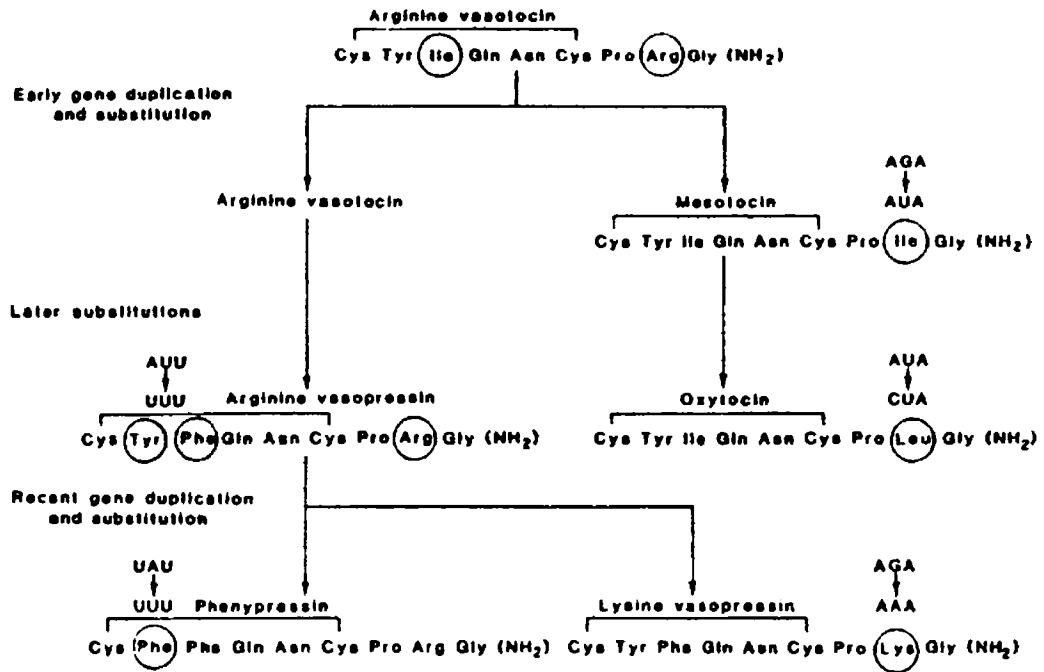 Arginine vasotocin
Cys Tyr Ile Gln Asn Cys Pro Arg Gly (NH2)
Early gene duplication
and substitution
AGA
Arginine vasotocin
Mesotocin
AUA
Cys Tyr Ile Gln Asn Cys Pro Ile Gly (NH2)
Later substitutions
AUU
AUA
UUU
Arginine vasopressin
Oxytocin
CUA
Cys Tyr Phe Gln Asn Cys Pro Arg Gly (NH2)
Cys Tyr Ile Gln Asn Cys Pro Leu Gly (NH2)
Recent gene duplication
and substitution
UAU
AGA
UUU
Phenypressin
Lysine vasopressin
AAA
Cys Phe Phe Gln Asn Cys Pro Arg Gly (NH2)
Cys Tyr Phe Gln Asn Cys Pro Lys Gly (NH2)